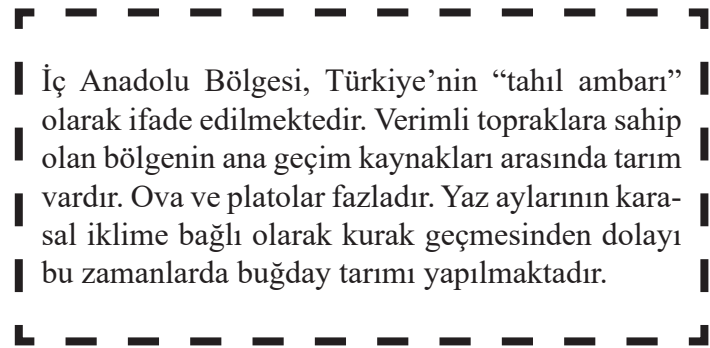 İç Anadolu Bölgesi, Türkiye’nin “tahıl ambarı”
olarak ifade edilmektedir. Verimli topraklara sahip
olan bölgenin ana geçim kaynakları arasında tarım
vardır. Ova ve platolar fazladır. Yaz aylarının kara-
sal iklime bağlı olarak kurak geçmesinden dolayı
bu zamanlarda buğday tarımı yapılmaktadır.